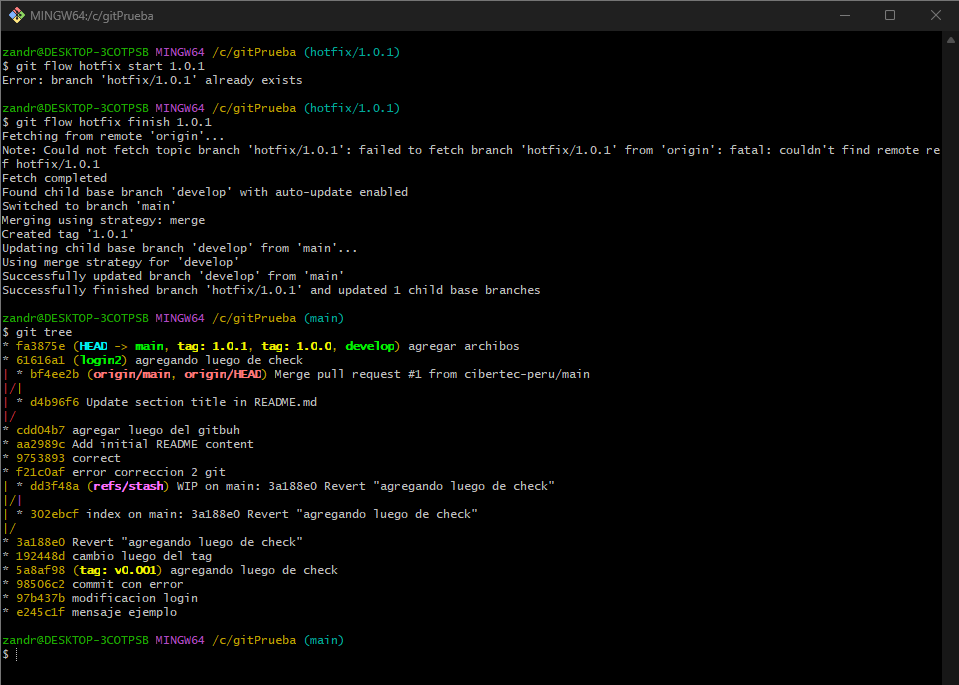 MINGW64:/c/gitPrueba
zandr@DESKTOP-3COTPSB MINGW64 /c/gitPrueba (hotfix/1.0.1)
$ git flow hotfix start 1.0.1
Error: branch 'hotfix/1.0.1' already exists
zandr@DESKTOP-3COTPSB MINGW64 /c/gitPrueba (hotfix/1.0.1)
$ git flow hotfix finish 1.0.1
Fetching from remote 'origin'...
Note: Could not fetch topic branch 'hotfix/1.0.1': failed to fetch branch 'hotfix/1.0.1' from 'origin': fatal: couldn't find remote re
f hotfix/1.0.1
Fetch completed
Found child base branch 'develop' with auto-update enabled
Switched to branch 'main'
Merging using strategy: merge
Created tag '1.0.1'
Updating child base branch 'develop' from 'main'...
Using merge strategy for 'develop'
Successfully updated branch 'develop' from 'main'
Successfully finished branch 'hotfix/1.0.1' and updated 1 child base branches
zandr@DESKTOP-3COTPSB MINGW64 /c/gitPrueba (main)
$ git tree
* fa3875e (HEAD -> main, tag: 1.0.1, tag: 1.0.0, develop) agregar archibos
* 61616a1 (login2) agregando luego de check
| * bf4ee2b (origin/main, origin/HEAD) Merge pull request #1 from cibertec-peru/main
|/|
| * d4b96f6 Update section title in README.md
|/
* cdd04b7 agregar luego del gitbuh
* aa2989c Add initial README content
* 9753893 correct
* f21c0af error correccion 2 git
| * dd3f48a (refs/stash) WIP on main: 3a188e0 Revert "agregando luego de check"
|/|
| * 302ebcf index on main: 3a188e0 Revert "agregando luego de check"
|/
* 3a188e0 Revert "agregando luego de check"
* 192448d cambio luego del tag
* 5a8af98 (tag: v0.001) agregando luego de check
* 98506c2 commit con error
* 97b437b modificacion login
* e245c1f mensaje ejemplo
zandr@DESKTOP-3COTPSB MINGW64 /c/gitPrueba (main)
$